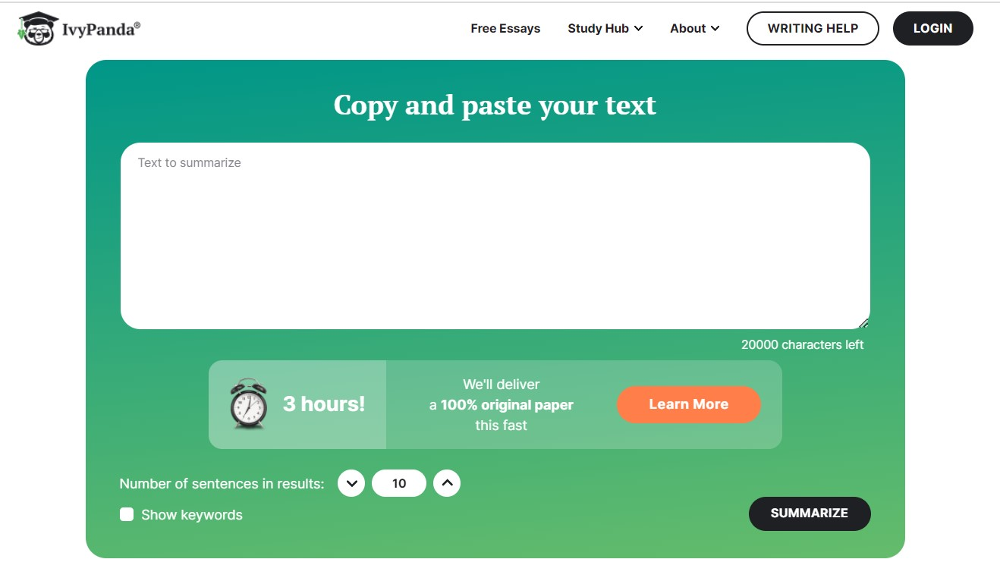 IvyPanda®
Free Essays
Study Hub
About
WRITING HELP
LOGIN
Copy and paste your text
Text to summarize
20000 characters left
3 hours!
We'll deliver
a 100% original paper
this fast
Learn More
Number of sentences in results:
10
Show keywords
SUMMARIZE